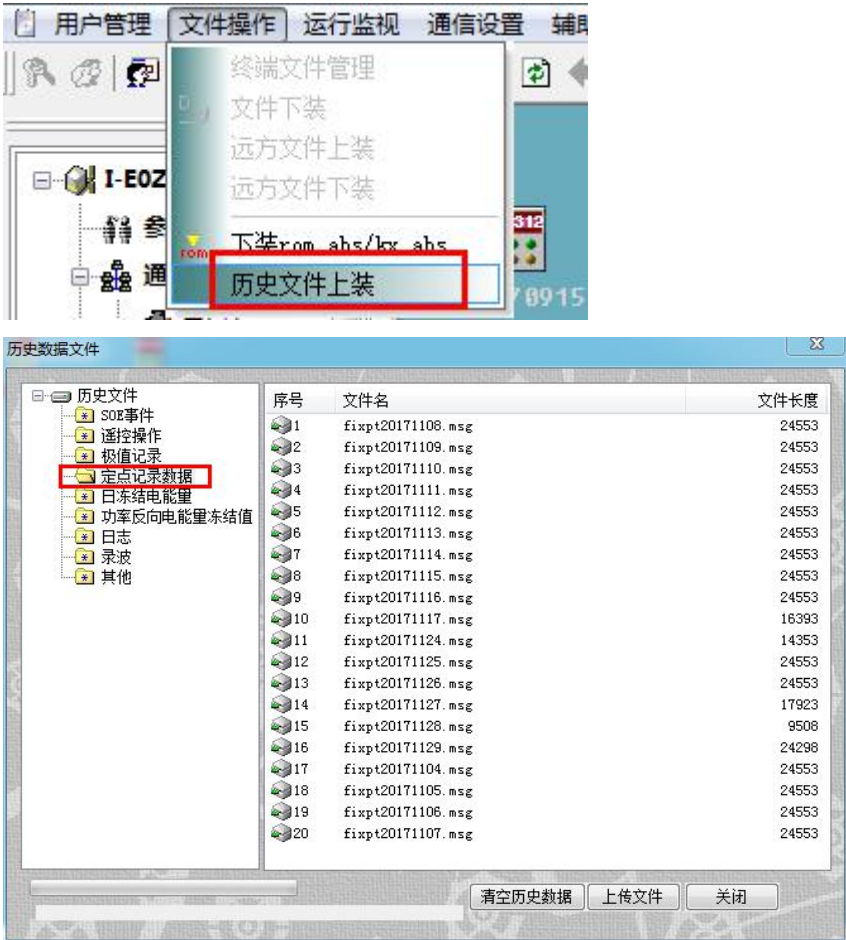 用户管理 文件操作 运行监视 通信设置
终端文件管理
文件下装
远方文件上装
远方文件下装
I-E0Z
312
参
下装rom.abs/kx.abs
rom
通
历史文件上装
70915
历史数据文件
历史文件
SOE事件
遥控操作
极值记录
定点记录数据
日冻结电能量
功率反向电能量冻结值
日志
录波
其他
序号 文件名 文件长度
1 fixpt20171108.msg 24553
2 fixpt20171109.msg 24553
3 fixpt20171110.msg 24553
4 fixpt20171111.msg 24553
5 fixpt20171112.msg 24553
6 fixpt20171113.msg 24553
7 fixpt20171114.msg 24553
8 fixpt20171115.msg 24553
9 fixpt20171116.msg 24553
10 fixpt20171117.msg 16393
11 fixpt20171124.msg 14353
12 fixpt20171125.msg 24553
13 fixpt20171126.msg 24553
14 fixpt20171127.msg 17923
15 fixpt20171128.msg 9508
16 fixpt20171129.msg 24298
17 fixpt20171104.msg 24553
18 fixpt20171105.msg 24553
19 fixpt20171106.msg 24553
20 fixpt20171107.msg 24553
清空历史数据 上传文件 关闭